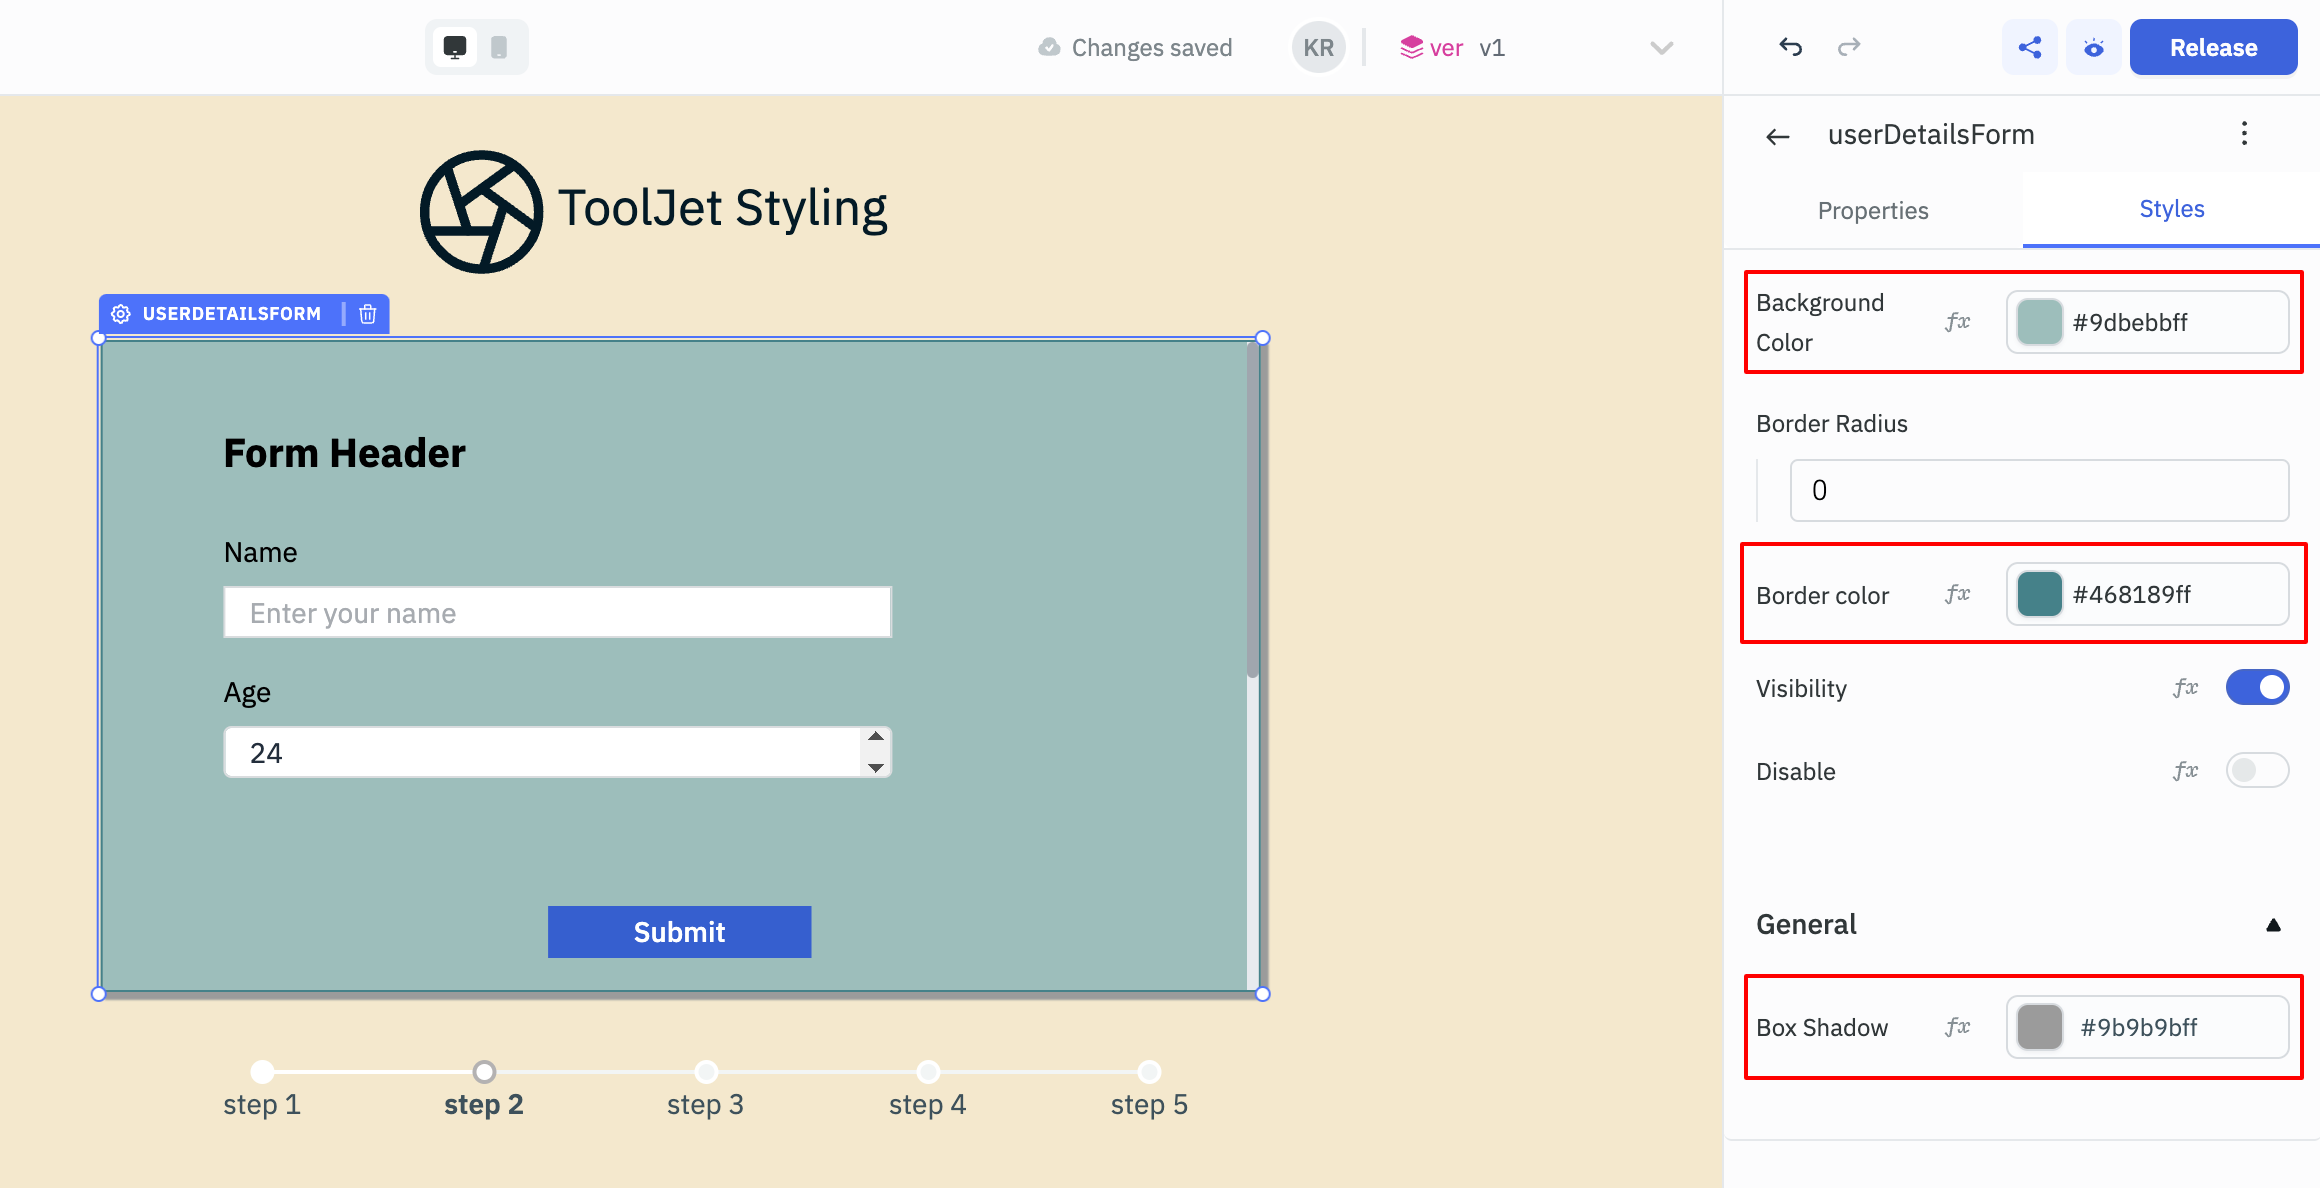 Changes saved
KR
ver v1
Release
ToolJet Styling
USERDETAILSFORM
Form Header
Name
Enter your name
Age
24
Submit
step 1
step 2
step 3
step 4
step 5
userDetailsForm
Properties
Styles
Background
Color
fx
#9dbebbff
Border Radius
0
Border color
fx
#468189ff
Visibility
fx
Disable
fx
General
Box Shadow
fx
#9b9b9bff